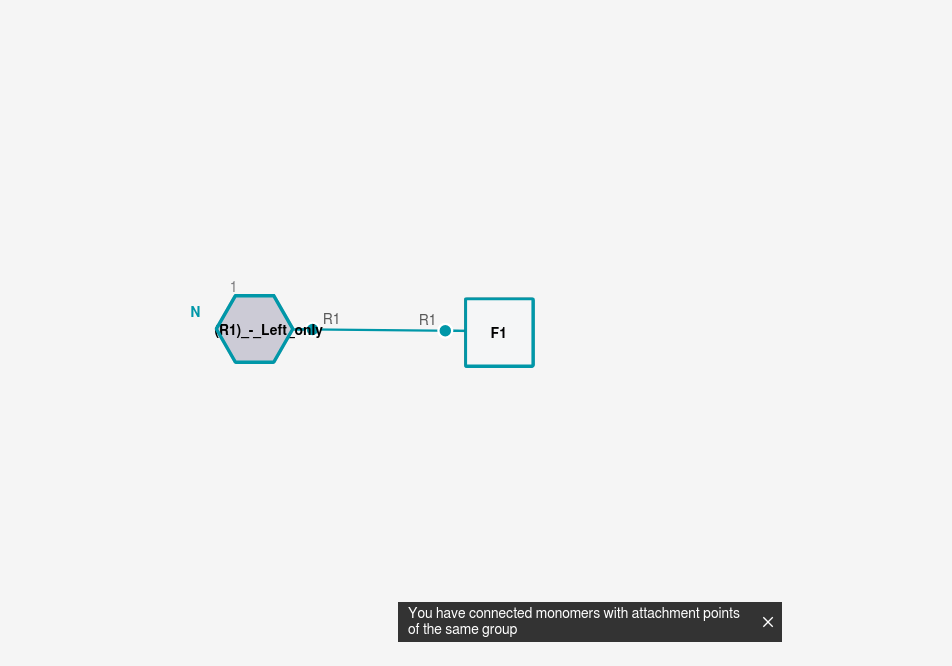 1
N
(R1)_-_Left_only
R1
R1
F1
You have connected monomers with attachment points
of the same group